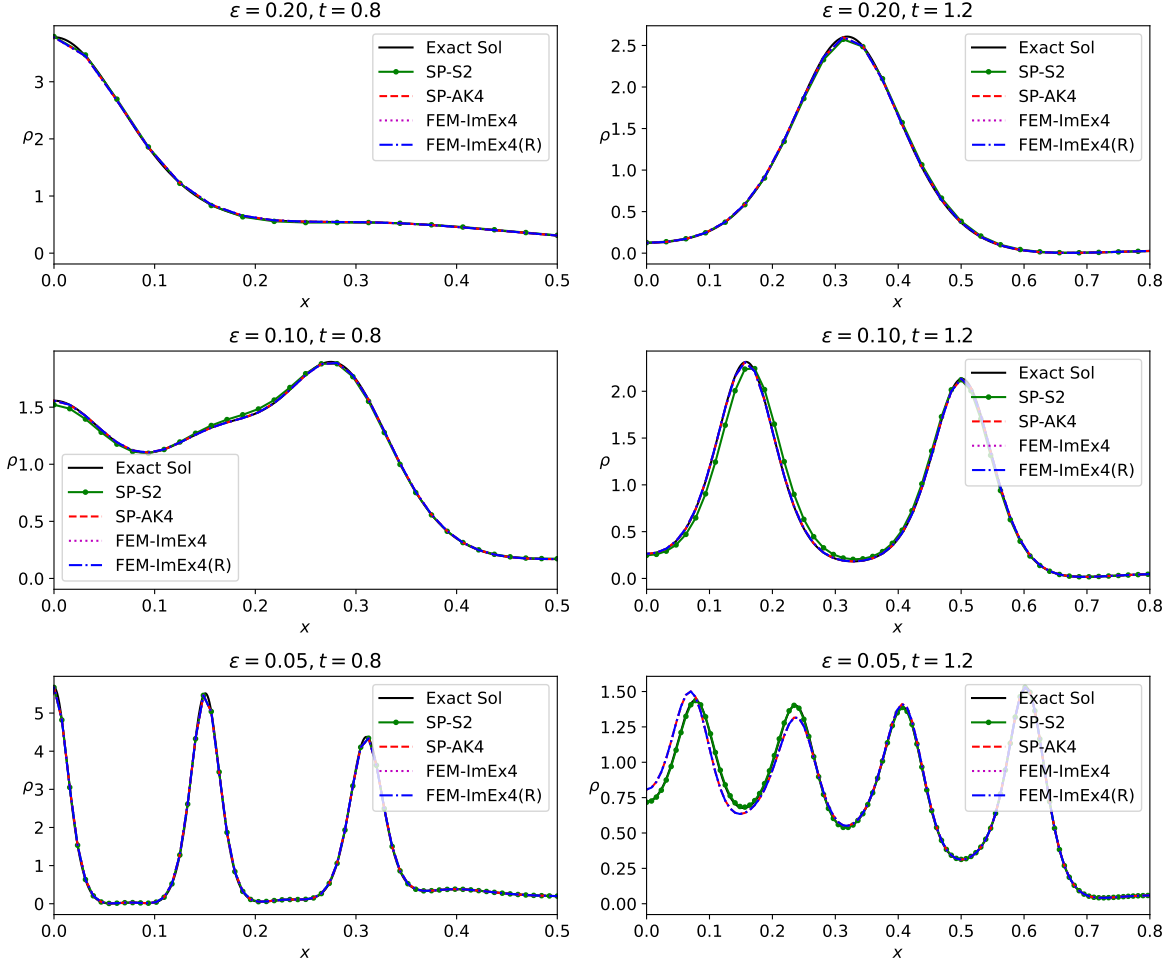 ε = 0.20, t = 0.8
ρ
3
2
1
0
Exact Sol
SP-S2
SP-AK4
FEM-ImEx4
FEM-ImEx4(R)
0.0 0.1 0.2 0.3 0.4 0.5
x
ε = 0.20, t = 1.2
ρ
2.5
2.0
1.5
1.0
0.5
0.0
Exact Sol
SP-S2
SP-AK4
FEM-ImEx4
FEM-ImEx4(R)
0.0 0.1 0.2 0.3 0.4 0.5 0.6 0.7 0.8
x
ε = 0.10, t = 0.8
ρ
1.5
1.0
0.5
0.0
Exact Sol
SP-S2
SP-AK4
FEM-ImEx4
FEM-ImEx4(R)
0.0 0.1 0.2 0.3 0.4 0.5
x
ε = 0.10, t = 1.2
ρ
2.0
1.5
1.0
0.5
0.0
Exact Sol
SP-S2
SP-AK4
FEM-ImEx4
FEM-ImEx4(R)
0.0 0.1 0.2 0.3 0.4 0.5 0.6 0.7 0.8
x
ε = 0.05, t = 0.8
ρ
5
4
3
2
1
0
Exact Sol
SP-S2
SP-AK4
FEM-ImEx4
FEM-ImEx4(R)
0.0 0.1 0.2 0.3 0.4 0.5
x
ε = 0.05, t = 1.2
ρ
1.50
1.25
1.00
0.75
0.50
0.25
0.00
Exact Sol
SP-S2
SP-AK4
FEM-ImEx4
FEM-ImEx4(R)
0.0 0.1 0.2 0.3 0.4 0.5 0.6 0.7 0.8
x